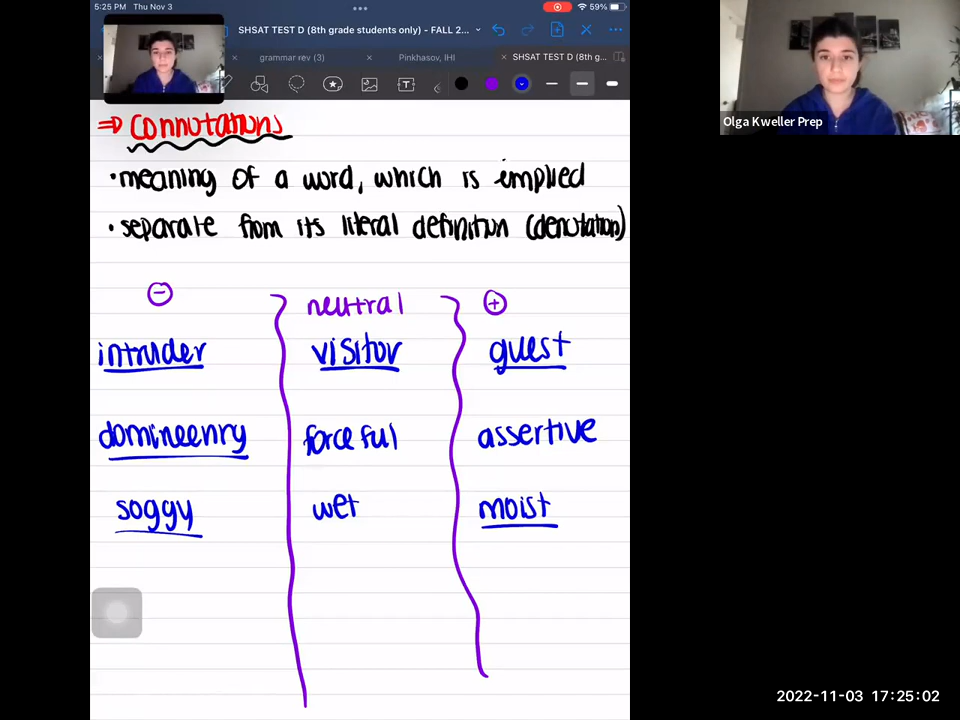 5:25 PM Thu Nov 3
59%
SHSAT TEST D (8th grade students only) - FALL 2...
grammar rev (3)
Pinkhasov, IHI
SHSAT TEST D (8th g...
Olga Kweller Prep
⇒ connotations
• meaning of a word, which is implied
• separate from its literal definition (denotation)
− neutral +
intruder visitor guest
domineenry forceful assertive
soggy wet moist
2022-11-03 17:25:02